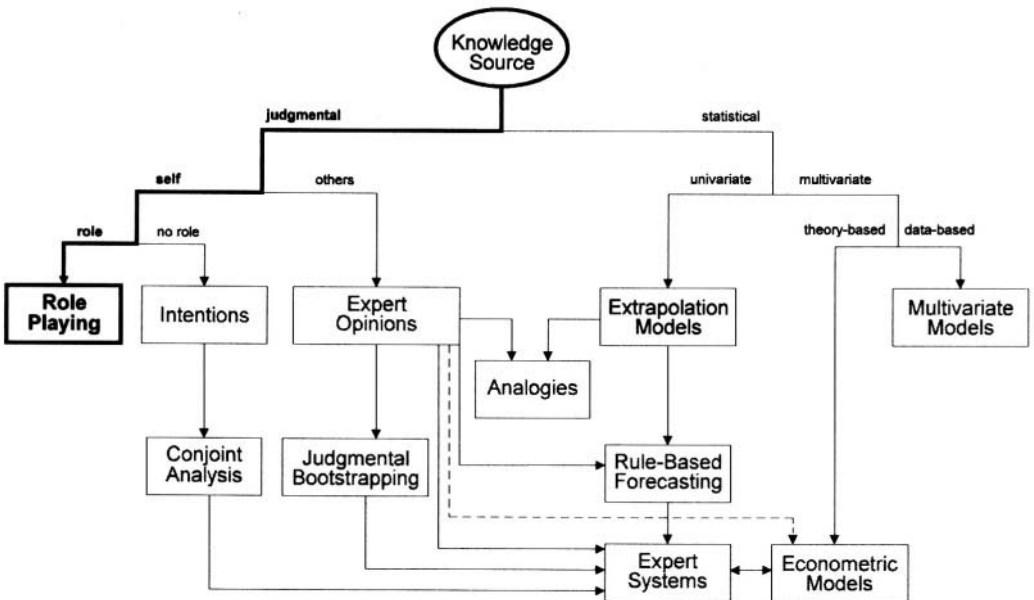 Knowledge
Source
judgmental
statistical
self
others
univariate
multivariate
role
no role
theory-based
data-based
Role
Playing
Intentions
Expert
Opinions
Extrapolation
Models
Multivariate
Models
Analogies
Conjoint
Analysis
Judgmental
Bootstrapping
Rule-Based
Forecasting
Expert
Systems
Econometric
Models